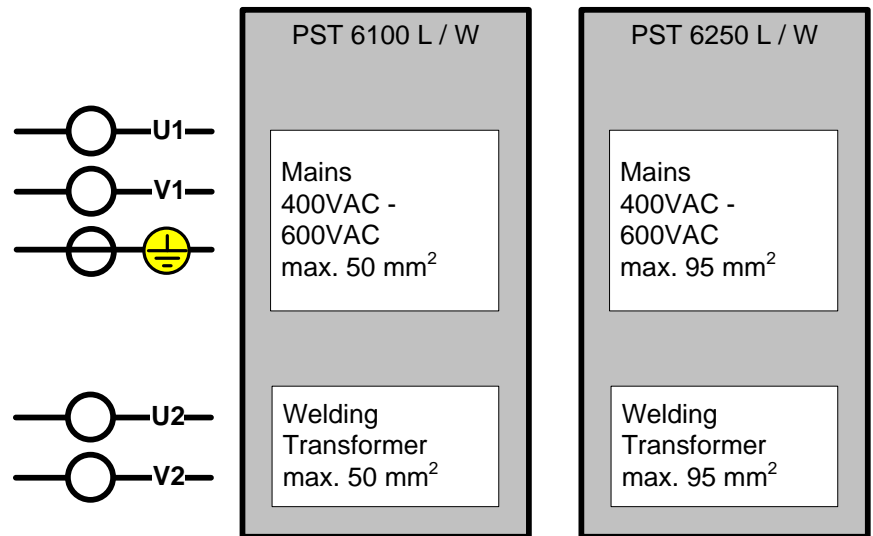 PST 6100 L / W
PST 6250 L / W
U1
V1
Mains
400VAC -
600VAC
max. 50 mm²
Mains
400VAC -
600VAC
max. 95 mm²
U2
V2
Welding
Transformer
max. 50 mm²
Welding
Transformer
max. 95 mm²